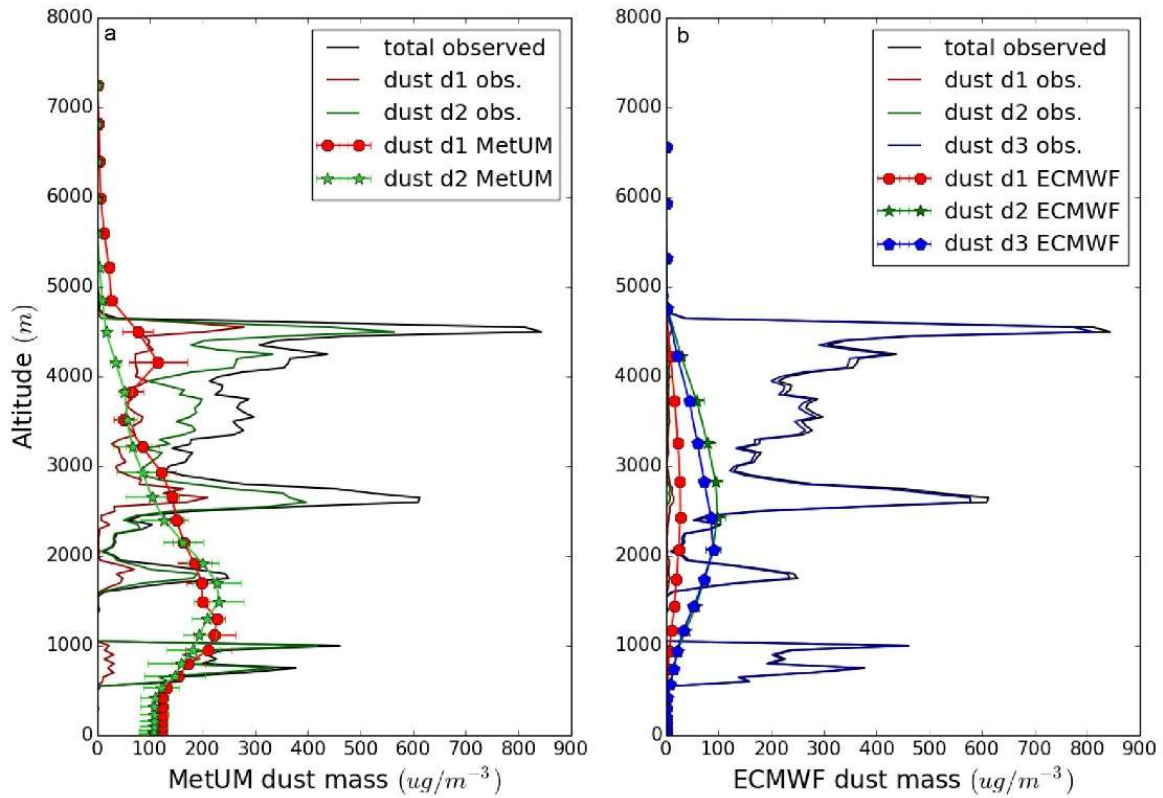 a
total observed
dust d1 obs.
dust d2 obs.
dust d1 MetUM
dust d2 MetUM
8000
7000
6000
5000
4000
3000
2000
1000
0
Altitude (m)
0 100 200 300 400 500 600 700 800 900
MetUM dust mass (ug/m⁻³)
b
total observed
dust d1 obs.
dust d2 obs.
dust d3 obs.
dust d1 ECMWF
dust d2 ECMWF
dust d3 ECMWF
8000
7000
6000
5000
4000
3000
2000
1000
0
0 100 200 300 400 500 600 700 800 900
ECMWF dust mass (ug/m⁻³)